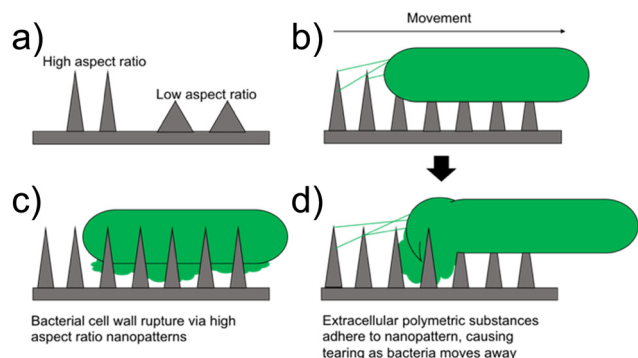 a)
High aspect ratio
Low aspect ratio
b)
Movement
c)
Bacterial cell wall rupture via high
aspect ratio nanopatterns
d)
Extracellular polymetric substances
adhere to nanopattern, causing
tearing as bacteria moves away